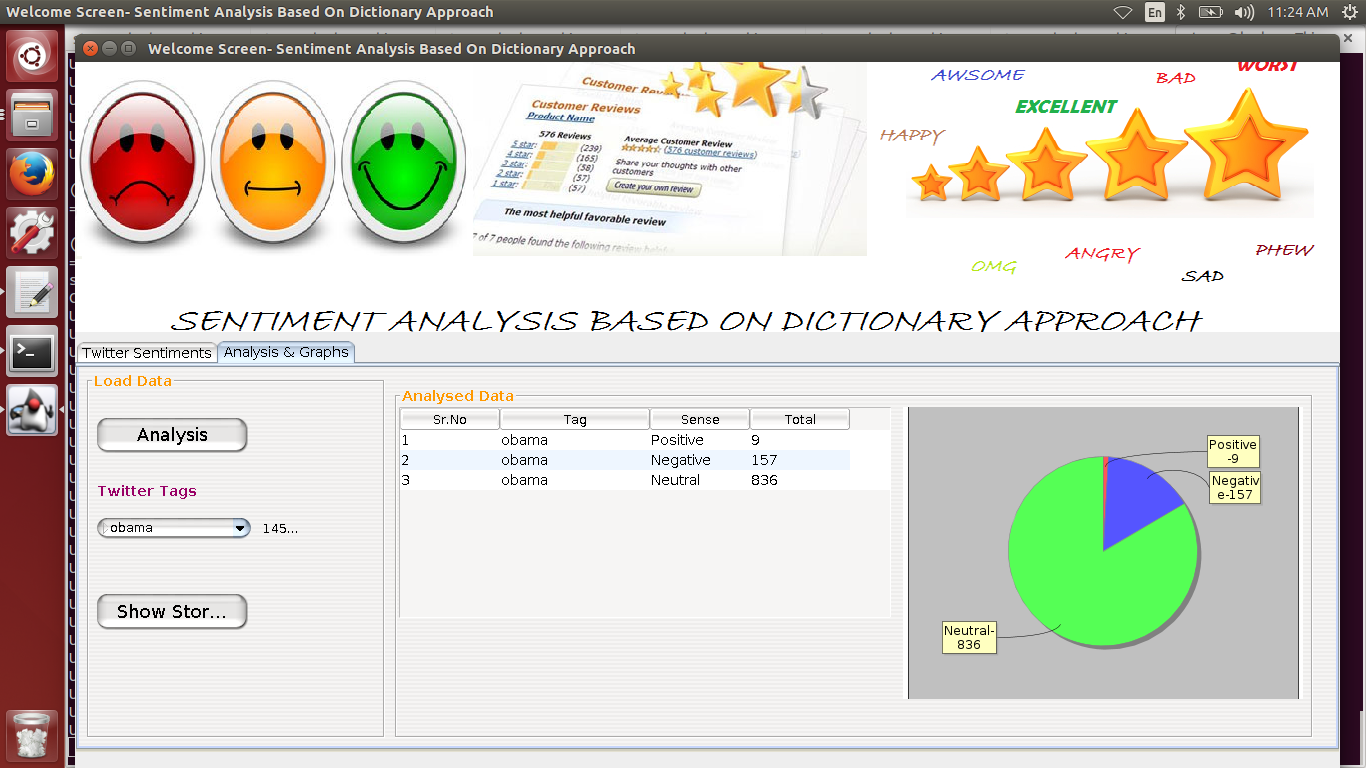 Welcome Screen- Sentiment Analysis Based On Dictionary Approach
En
11:24 AM
Welcome Screen- Sentiment Analysis Based On Dictionary Approach
Customer Reviews
Customer Reviews
Product Name
576 Reviews
5 star: (239)
4 star: (165)
2 star: (58)
2 star: (57)
1 star: (57)
Average Customer Review
(576 customer reviews)
Share your thoughts with other
customers
Create your own review
The most helpful favorable review
7 of 7 people found the following review
AWSOME
BAD
WORST
EXCELLENT
HAPPY
OMG
ANGRY
SAD
PHEW
SENTIMENT ANALYSIS BASED ON DICTIONARY APPROACH
Twitter Sentiments
Analysis & Graphs
Load Data
Analysis
Twitter Tags
obama
145...
Show Stor...
Analysed Data
Sr.No Tag Sense Total
1 obama Positive 9
2 obama Negative 157
3 obama Neutral 836
Positive
-9
Negativ
e-157
Neutral-
836